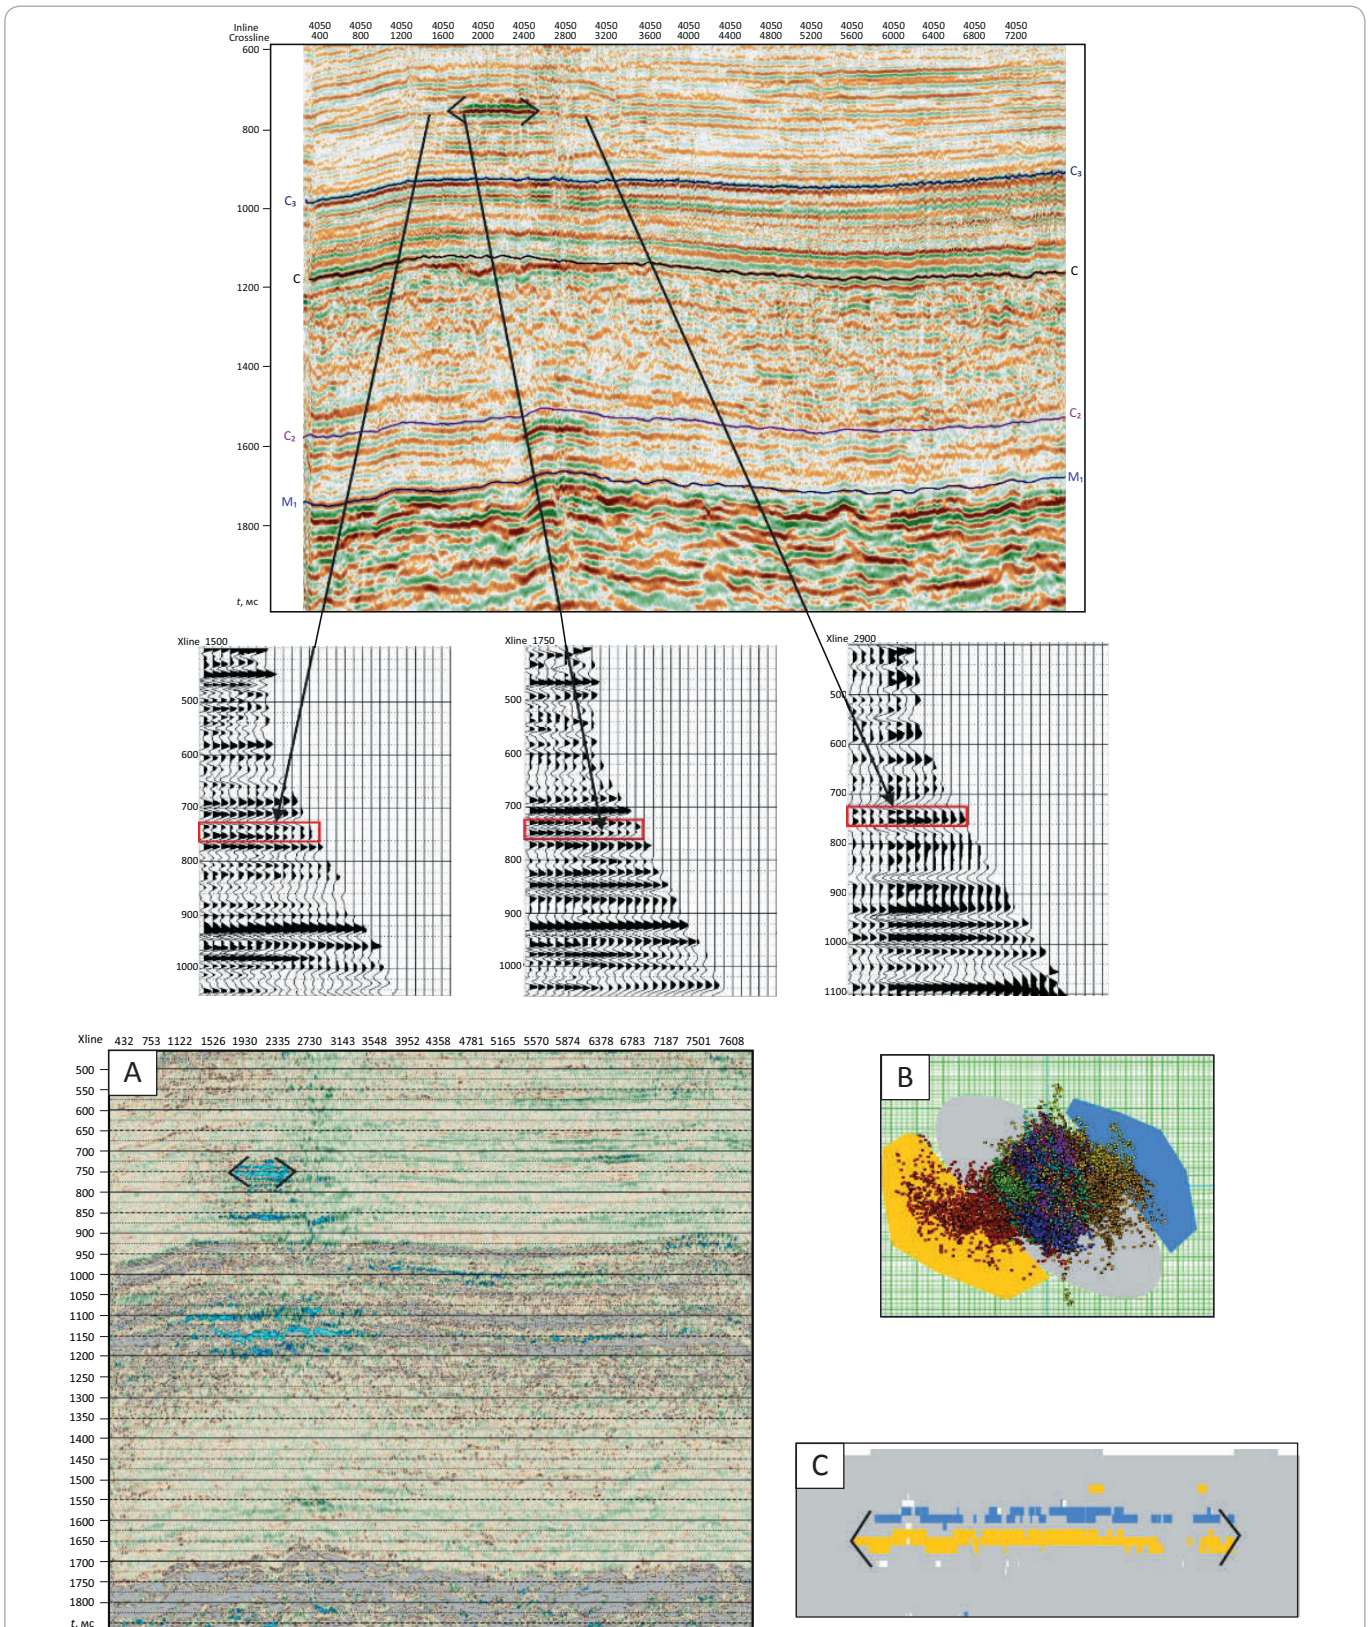 Inline 4050 4050 4050 4050 4050 4050 4050 4050 4050 4050 4050 4050 4050 4050 4050 4050 4050 4050
Crossline 400 800 1200 1600 2000 2400 2800 3200 3600 4000 4400 4800 5200 5600 6000 6400 6800 7200
600
800
C₃
C₃
1000
C
C
1200
1400
C₂
C₂
1600
M₁
M₁
1800
t, мс
Xline 1500
500
600
700
800
900
1000
Xline 1750
500
600
700
800
900
1000
Xline 2900
500
600
700
800
900
1000
1100
Xline 432 753 1122 1526 1930 2335 2730 3143 3548 3952 4358 4781 5165 5570 5874 6378 6783 7187 7501 7608
A
500
550
600
650
700
750
800
850
900
950
1000
1050
1100
1150
1200
1250
1300
1350
1400
1450
1500
1550
1600
1650
1700
1750
1800
t, мс
B
C